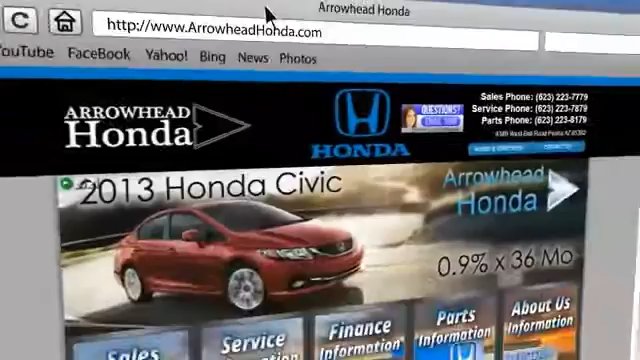 Arrowhead Honda
http://www.ArrowheadHonda.com
YouTube FaceBook Yahoo! Bing News Photos
ARROWHEAD
Honda
HONDA
QUESTIONS?
Sales Phone: (623) 223-7779
Service Phone: (623) 223-7879
Parts Phone: (623) 223-8179
2013 Honda Civic
Arrowhead
Honda
0.9% x 36 Mo
Sales
Service
Finance
Information
Parts
Information
About Us
Information